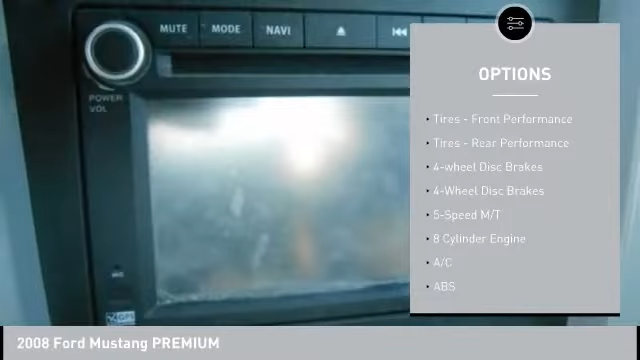 MUTE MODE NAVI
POWER
VOL
GPS
OPTIONS
• Tires - Front Performance
• Tires - Rear Performance
• 4-wheel Disc Brakes
• 4-Wheel Disc Brakes
• 5-Speed M/T
• 8 Cylinder Engine
• A/C
• ABS
2008 Ford Mustang PREMIUM